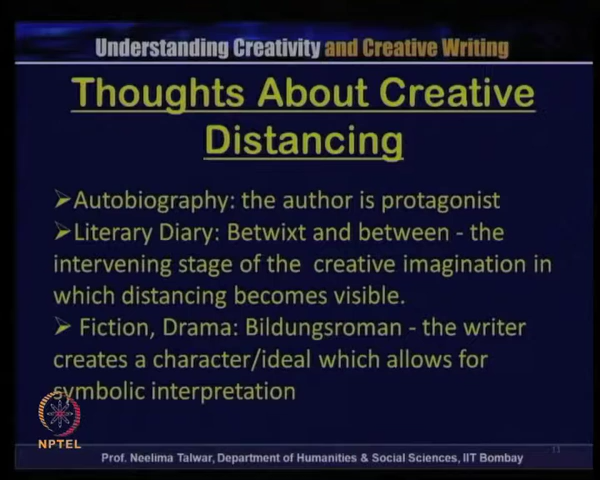 Understanding Creativity and Creative Writing
Thoughts About Creative
Distancing
➢Autobiography: the author is protagonist
➢Literary Diary: Betwixt and between - the
intervening stage of the creative imagination in
which distancing becomes visible.
➢ Fiction, Drama: Bildungsroman - the writer
creates a character/ideal which allows for
symbolic interpretation
NPTEL
Prof. Neelima Talwar, Department of Humanities & Social Sciences, IIT Bombay